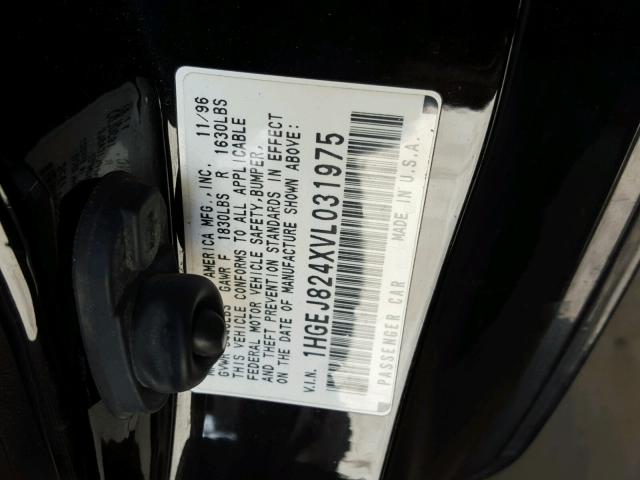 AMERICA MFG., INC. 11/96
GAWR F 1830LBS R 1630LBS
THIS VEHICLE CONFORMS TO ALL APPLICABLE
FEDERAL MOTOR VEHICLE SAFETY, BUMPER,
AND THEFT PREVENTION STANDARDS IN EFFECT
ON THE DATE OF MANUFACTURE SHOWN ABOVE:
V.I.N. 1HGEJ824XVL031975
PASSENGER CAR MADE IN U.S.A.